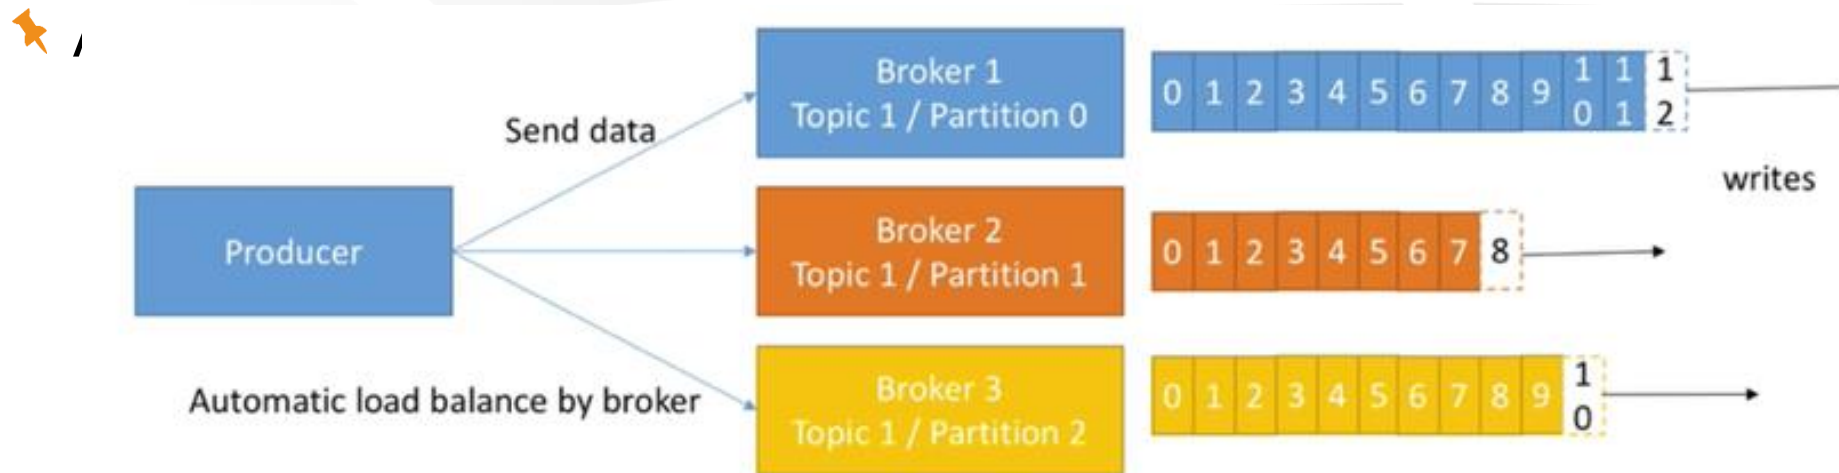 Broker 1
Topic 1 / Partition 0
0 1 2 3 4 5 6 7 8 9 10 11 12
Send data
writes
Producer
Broker 2
Topic 1 / Partition 1
0 1 2 3 4 5 6 7 8
Automatic load balance by broker
Broker 3
Topic 1 / Partition 2
0 1 2 3 4 5 6 7 8 9 10